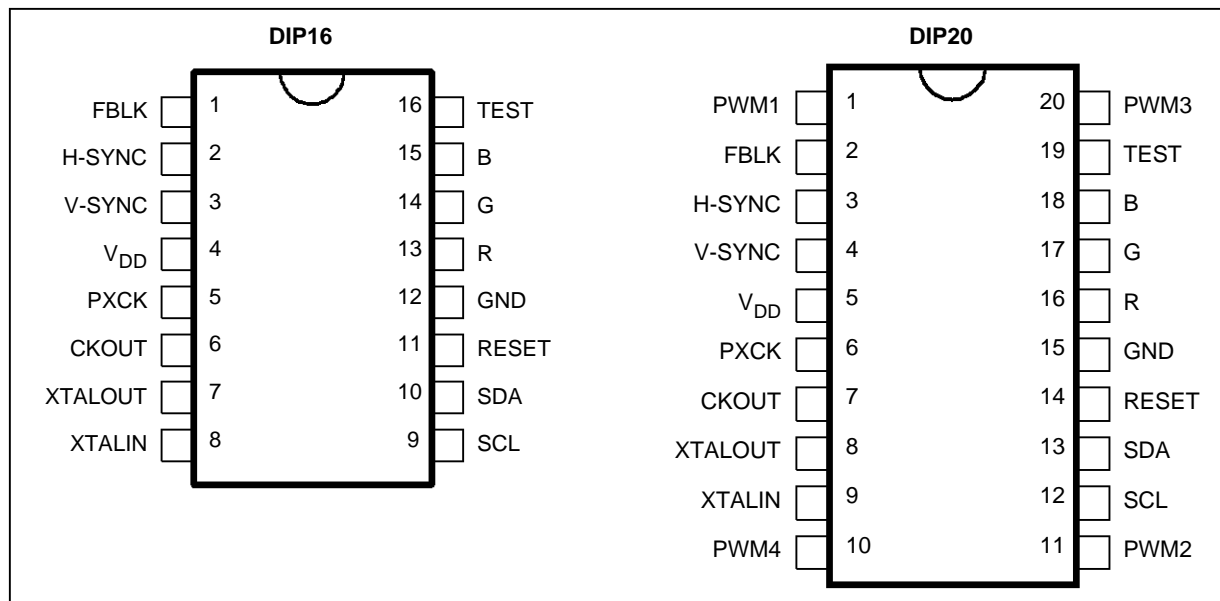 DIP16
FBLK 1 16 TEST
H-SYNC 2 15 B
V-SYNC 3 14 G
VDD 4 13 R
PXCK 5 12 GND
CKOUT 6 11 RESET
XTALOUT 7 10 SDA
XTALIN 8 9 SCL
DIP20
PWM1 1 20 PWM3
FBLK 2 19 TEST
H-SYNC 3 18 B
V-SYNC 4 17 G
VDD 5 16 R
PXCK 6 15 GND
CKOUT 7 14 RESET
XTALOUT 8 13 SDA
XTALIN 9 12 SCL
PWM4 10 11 PWM2